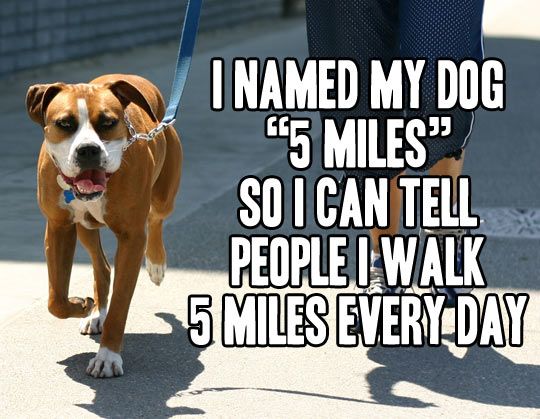 I NAMED MY DOG
“5 MILES”
SO I CAN TELL
PEOPLE I WALK
5 MILES EVERY DAY